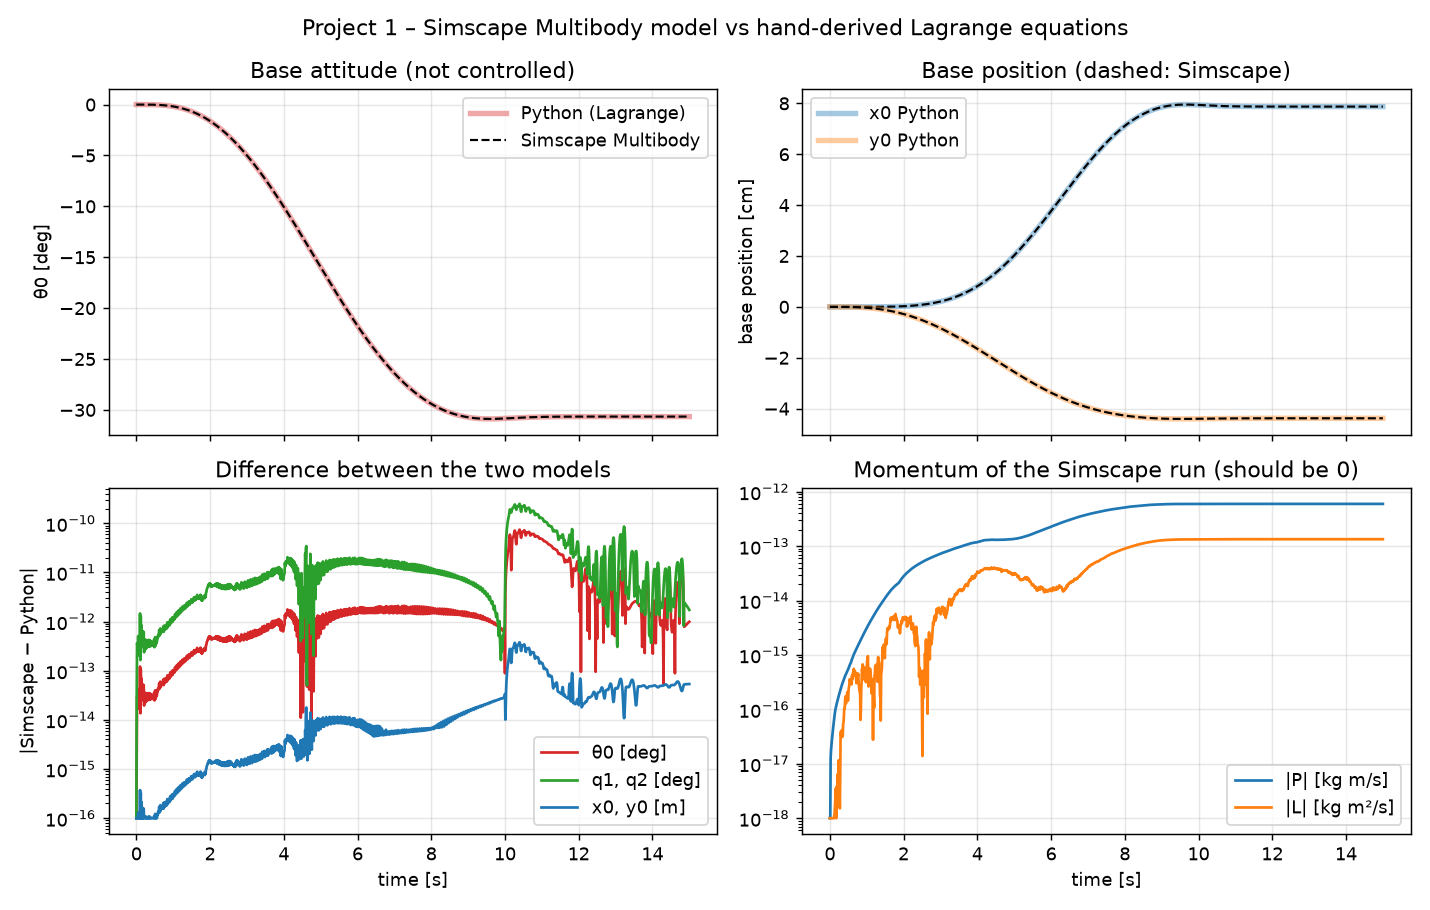 Project 1 – Simscape Multibody model vs hand-derived Lagrange equations
Base attitude (not controlled)
θ0 [deg]
0
−5
−10
−15
−20
−25
−30
Python (Lagrange)
Simscape Multibody
Base position (dashed: Simscape)
base position [cm]
8
6
4
2
0
−2
−4
x0 Python
y0 Python
Difference between the two models
|Simscape − Python|
10⁻¹⁰
10⁻¹¹
10⁻¹²
10⁻¹³
10⁻¹⁴
10⁻¹⁵
10⁻¹⁶
θ0 [deg]
q1, q2 [deg]
x0, y0 [m]
0 2 4 6 8 10 12 14
time [s]
Momentum of the Simscape run (should be 0)
10⁻¹²
10⁻¹³
10⁻¹⁴
10⁻¹⁵
10⁻¹⁶
10⁻¹⁷
10⁻¹⁸
|P| [kg m/s]
|L| [kg m²/s]
0 2 4 6 8 10 12 14
time [s]